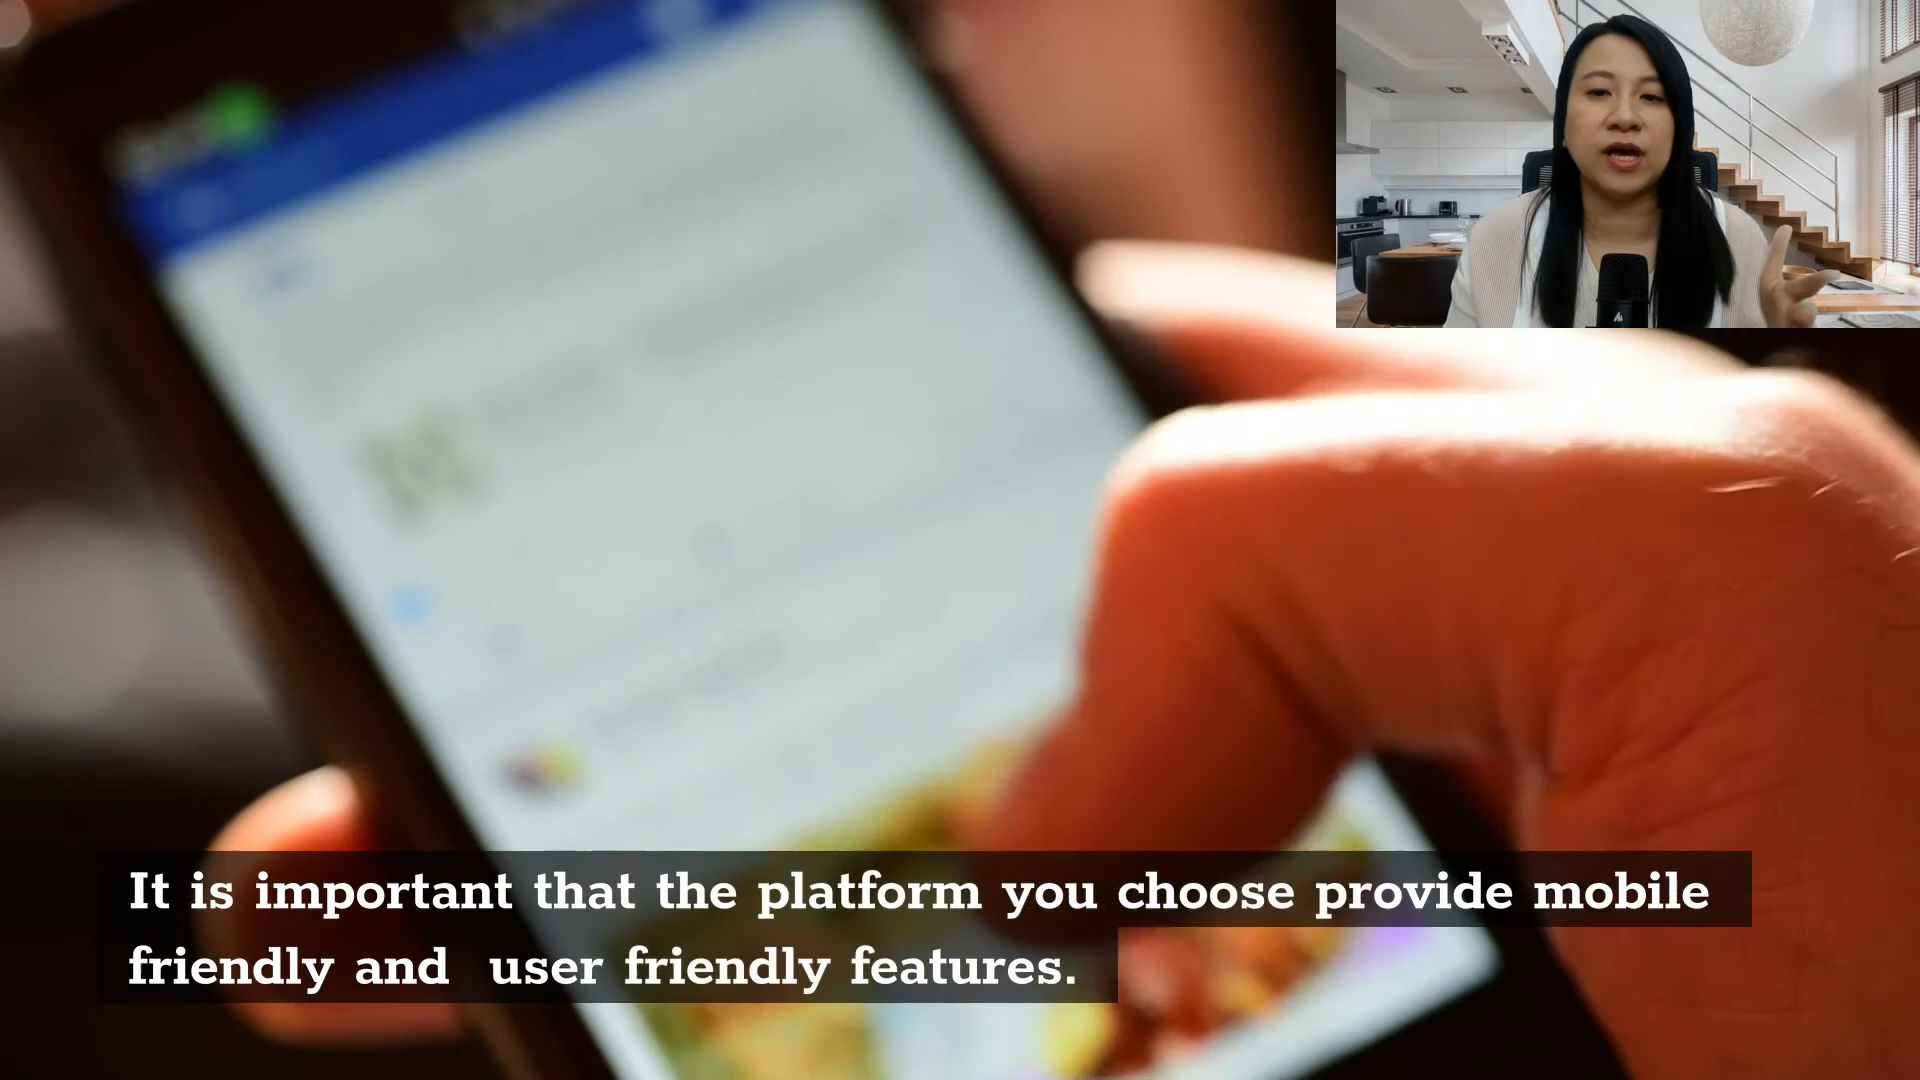 It is important that the platform you choose provide mobile
friendly and  user friendly features.